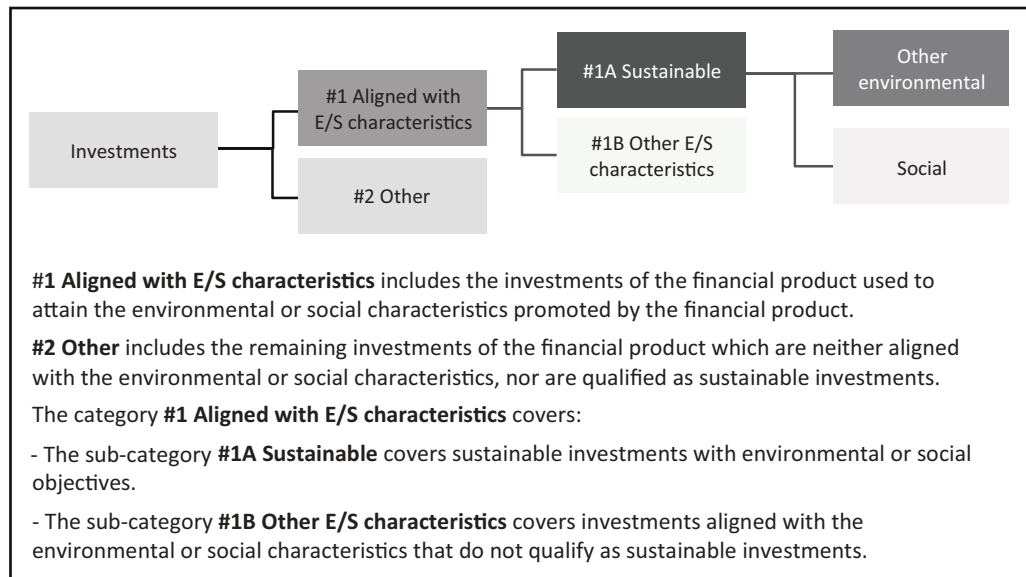 Investments
#1 Aligned with
E/S characteristics
#2 Other
#1A Sustainable
#1B Other E/S
characteristics
Other
environmental
Social
#1 Aligned with E/S characteristics includes the investments of the financial product used to
attain the environmental or social characteristics promoted by the financial product.
#2 Other includes the remaining investments of the financial product which are neither aligned
with the environmental or social characteristics, nor are qualified as sustainable investments.
The category #1 Aligned with E/S characteristics covers:
- The sub-category #1A Sustainable covers sustainable investments with environmental or social
objectives.
- The sub-category #1B Other E/S characteristics covers investments aligned with the
environmental or social characteristics that do not qualify as sustainable investments.